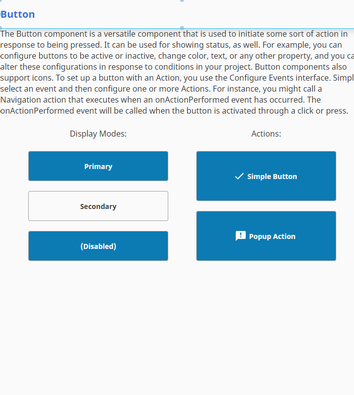 Button
The Button component is a versatile component that is used to initiate some sort of action in
response to being pressed. It can be used for showing status, as well. For example, you can
configure buttons to be active or inactive, change color, text, or any other property, and you ca
alter these configurations in response to conditions in your project. Button components also
support icons. To set up a button with an Action, you use the Configure Events interface. Simpl
select an event and then configure one or more Actions. For instance, you might call a
Navigation action that executes when an onActionPerformed event has occurred. The
onActionPerformed event will be called when the button is activated through a click or press.
Display Modes:
Primary
Secondary
(Disabled)
Actions:
Simple Button
Popup Action